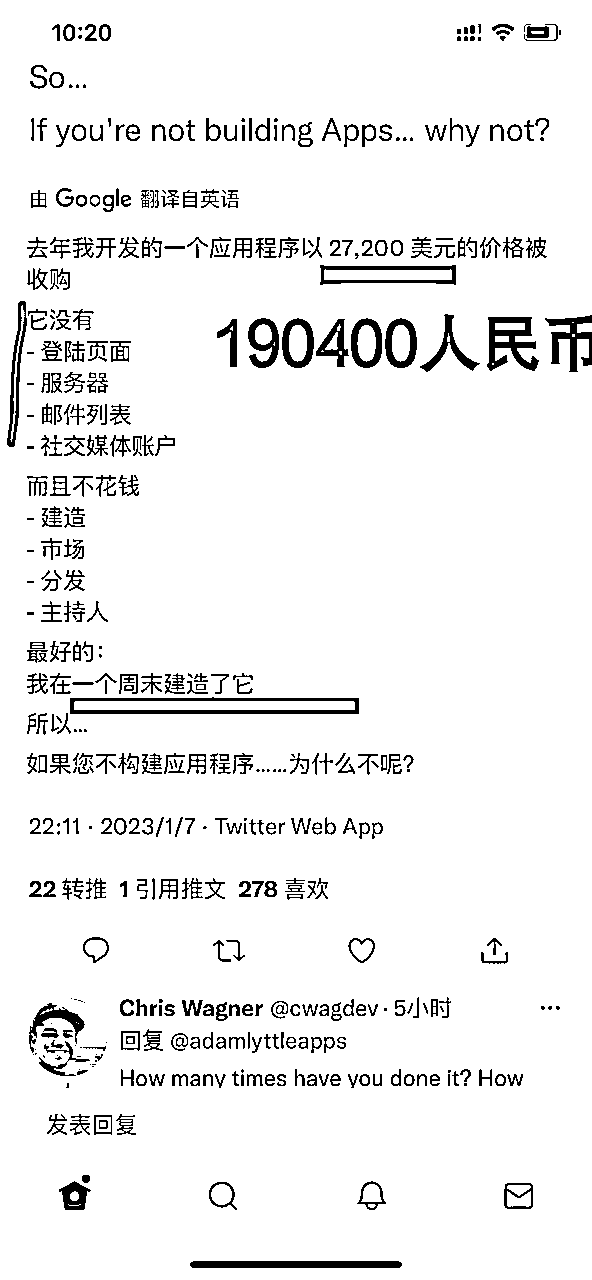 10:20
So...
If you're not building Apps... why not?
由 Google 翻译自英语
去年我开发的一个应用程序以 27,200 美元的价格被
收购
它没有
190400人民币
- 登陆页面
- 服务器
- 邮件列表
- 社交媒体账户
而且不花钱
- 建造
- 市场
- 分发
- 主持人
最好的：
我在一个周末建造了它
所以...
如果您不构建应用程序……为什么不呢？
22:11 · 2023/1/7 · Twitter Web App
22 转推 1 引用推文 278 喜欢
Chris Wagner @cwagdev · 5小时
回复 @adamlyttleapps
How many times have you done it? How
发表回复